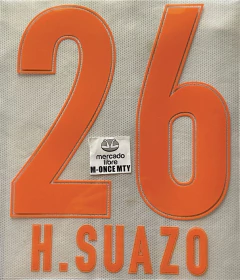 26
mercado
libre
M-ONCE MTY
H.SUAZO